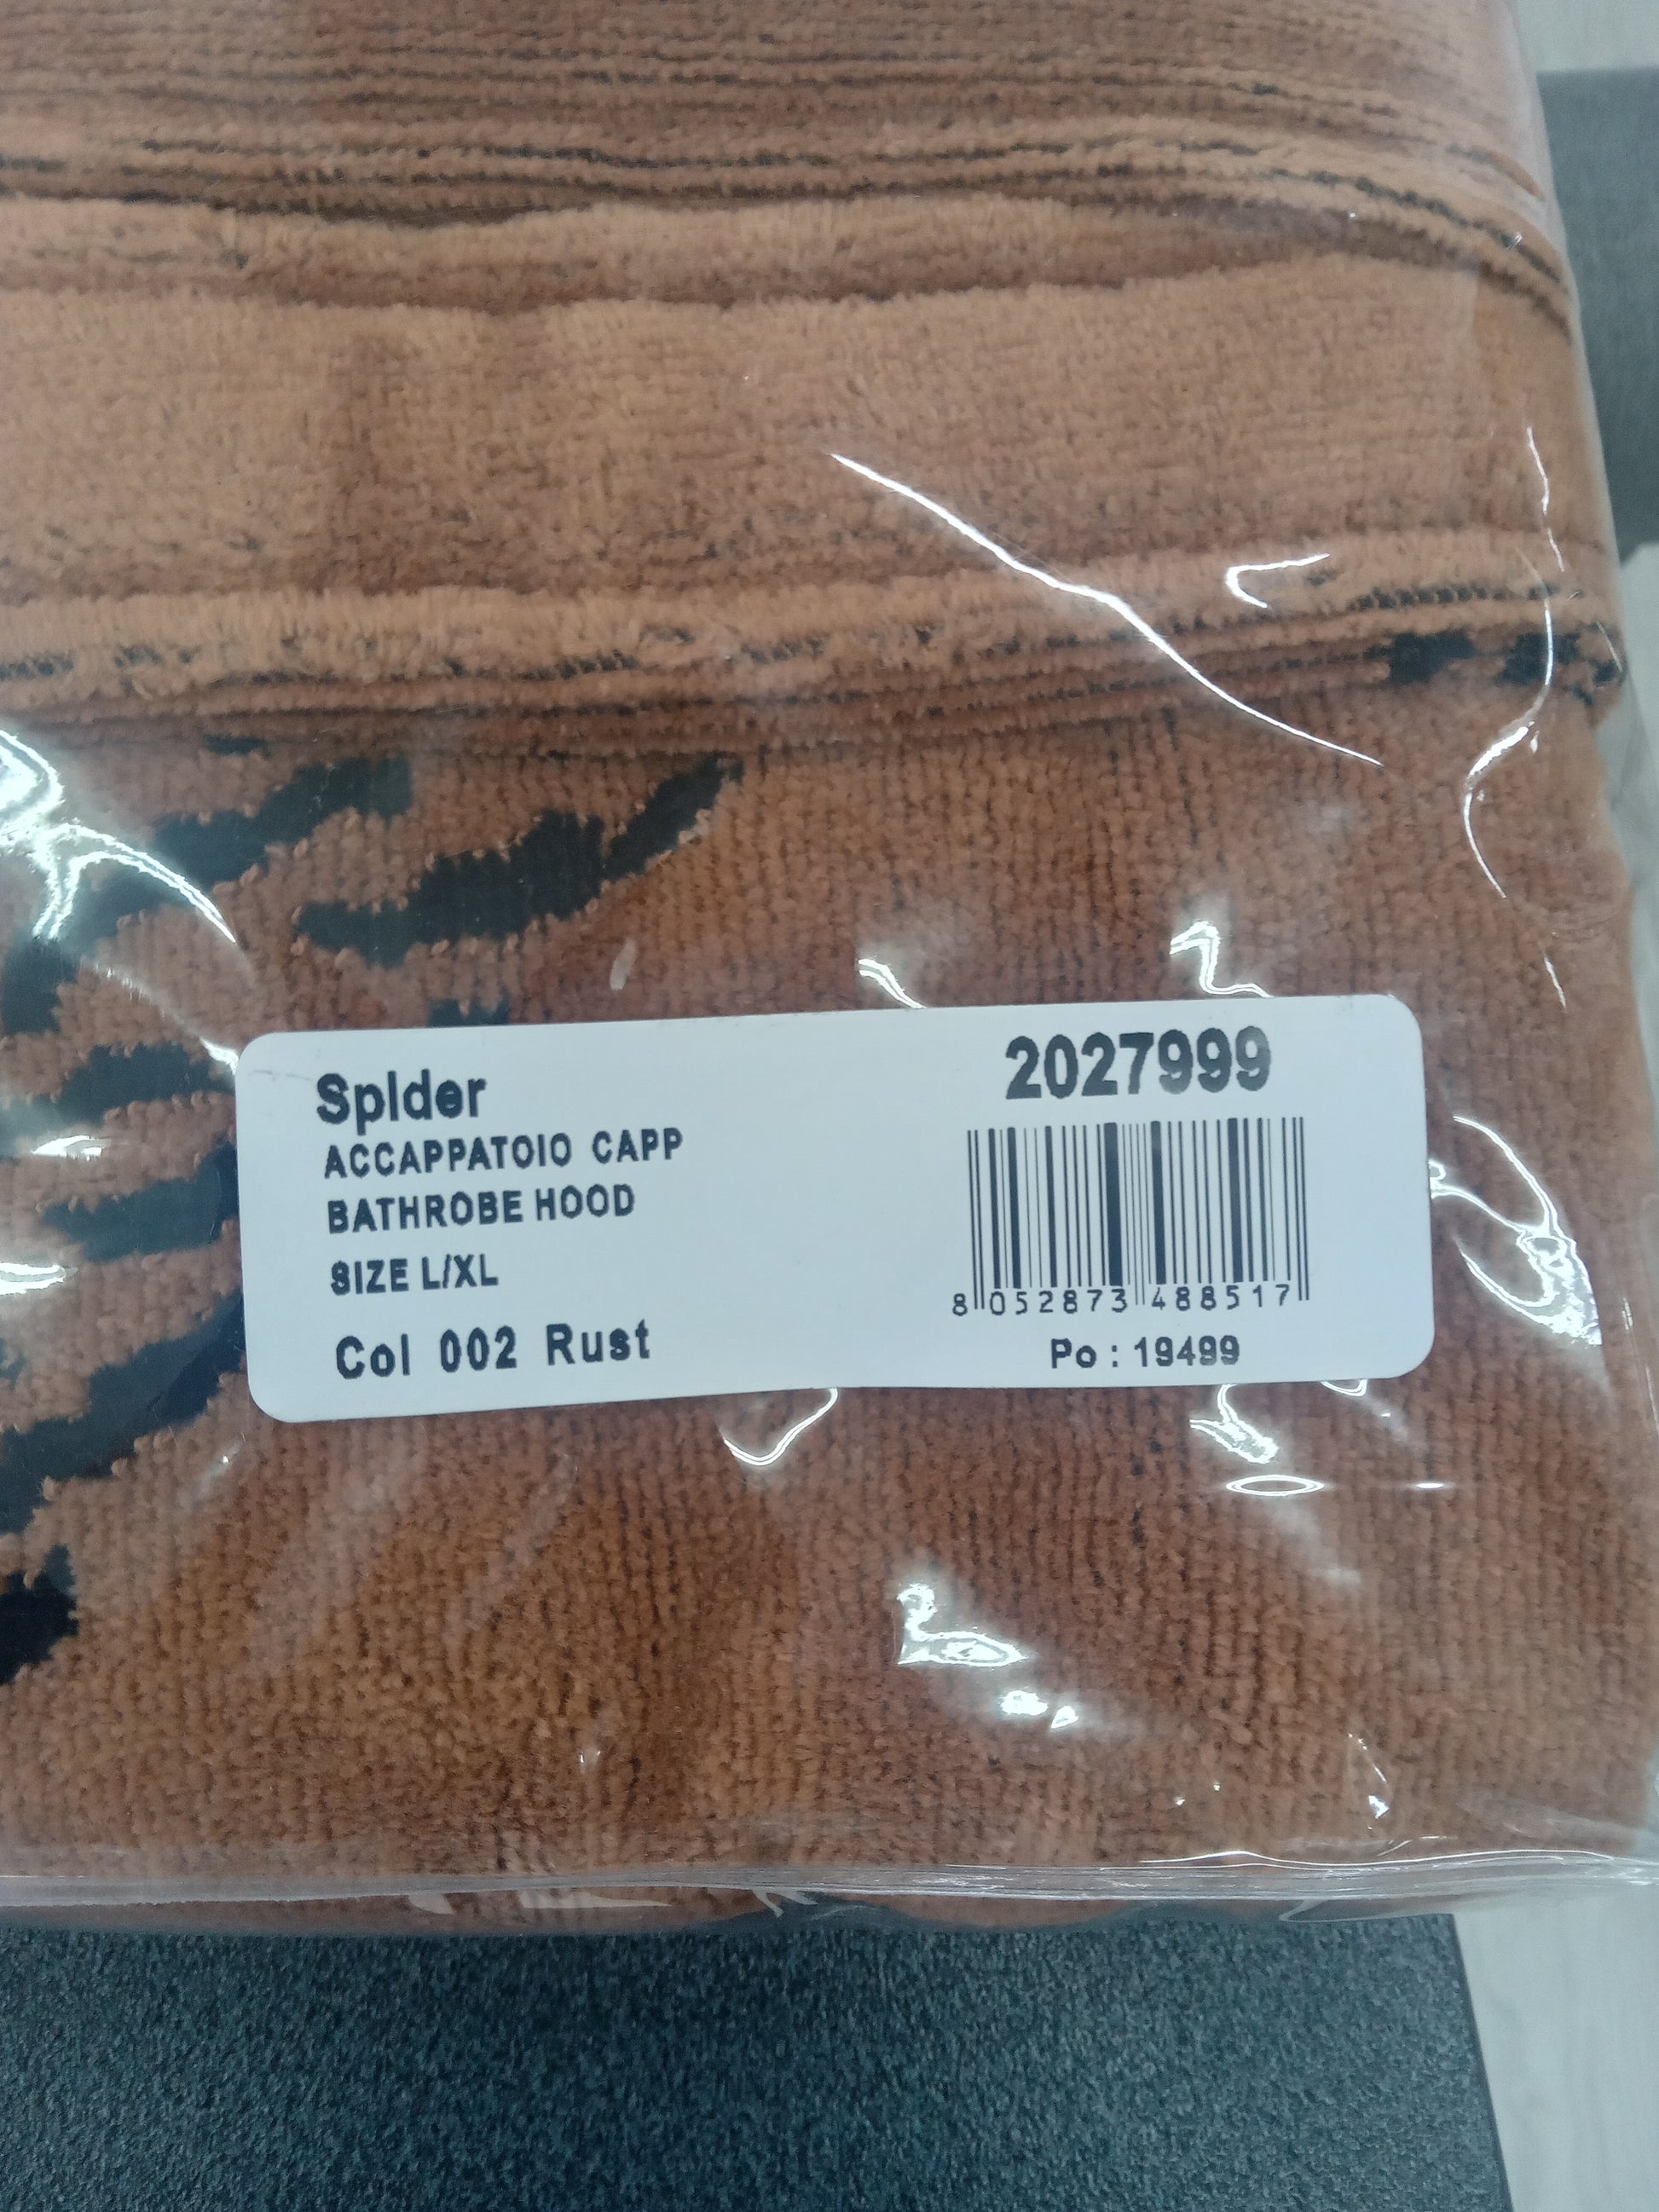 Spider
ACCAPPATOIO CAPP
BATHROBE HOOD
SIZE L/XL
Col 002 Rust
2027999
8 052873 488517
Po : 19499